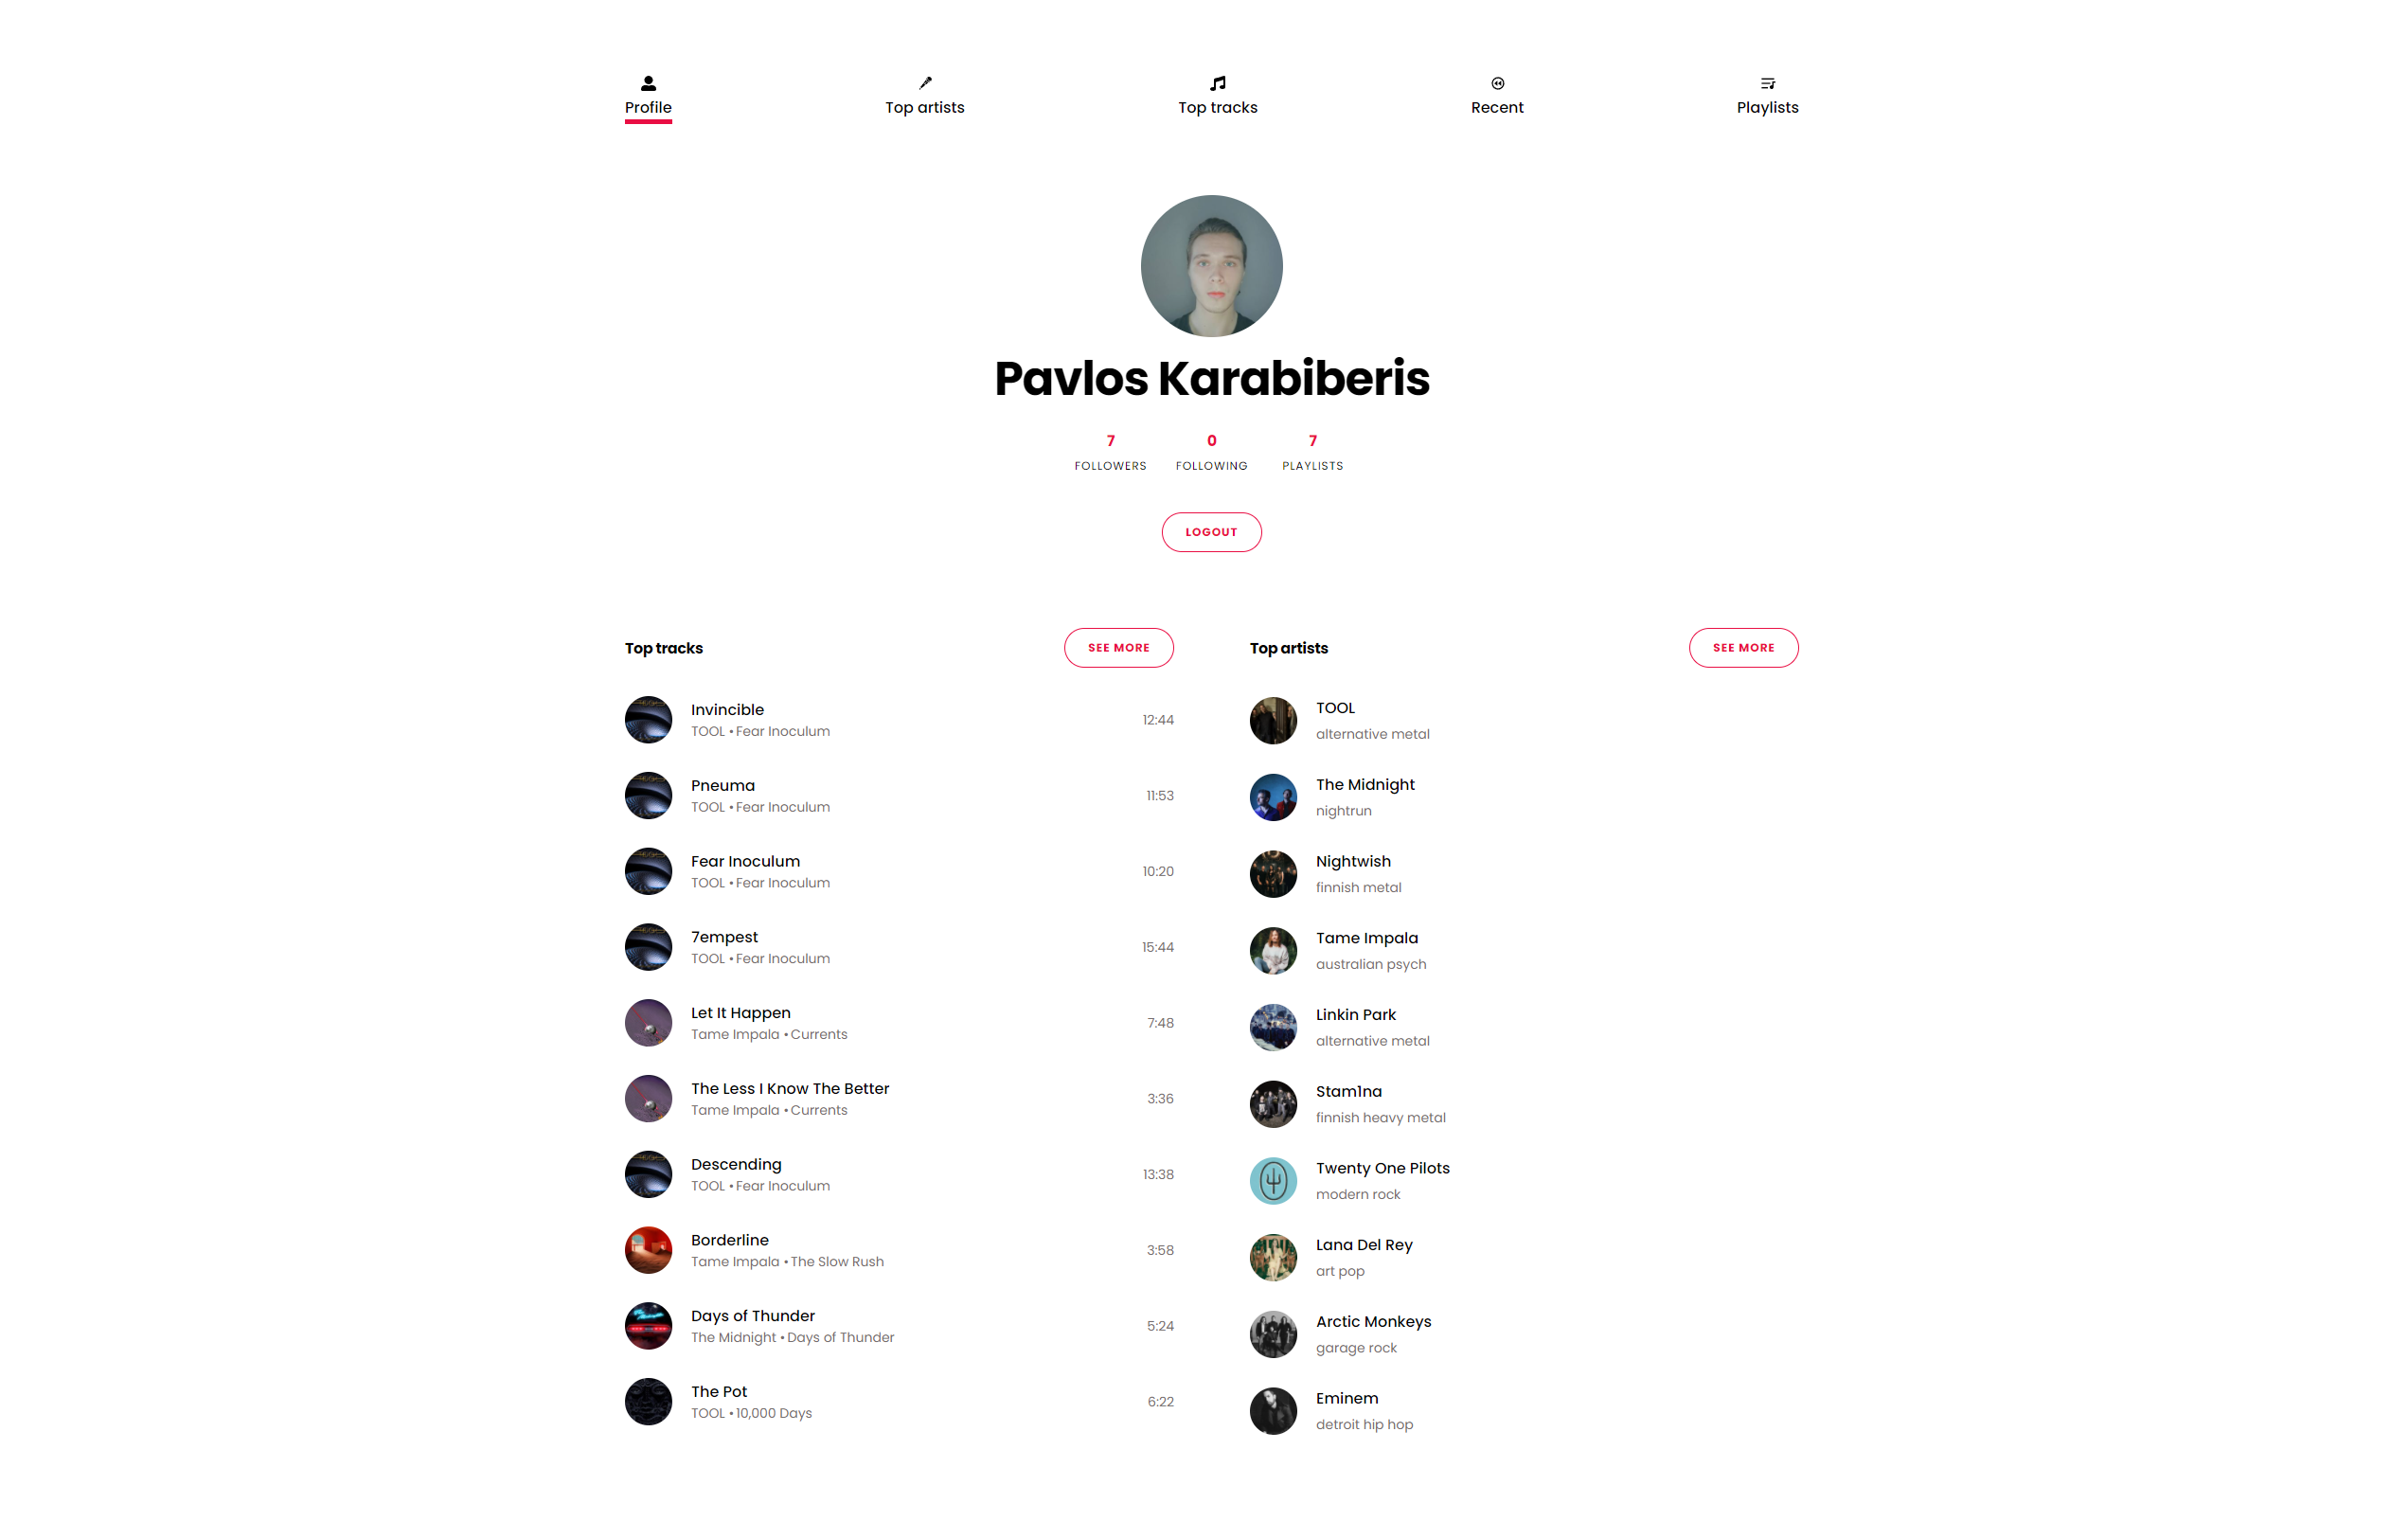 Profile
Top artists
Top tracks
Recent
Playlists
Pavlos Karabiberis
7
FOLLOWERS
0
FOLLOWING
7
PLAYLISTS
LOGOUT
Top tracks
SEE MORE
Invincible
TOOL • Fear Inoculum
12:44
Pneuma
TOOL • Fear Inoculum
11:53
Fear Inoculum
TOOL • Fear Inoculum
10:20
7empest
TOOL • Fear Inoculum
15:44
Let It Happen
Tame Impala • Currents
7:48
The Less I Know The Better
Tame Impala • Currents
3:36
Descending
TOOL • Fear Inoculum
13:38
Borderline
Tame Impala • The Slow Rush
3:58
Days of Thunder
The Midnight • Days of Thunder
5:24
The Pot
TOOL • 10,000 Days
6:22
Top artists
SEE MORE
TOOL
alternative metal
The Midnight
nightrun
Nightwish
finnish metal
Tame Impala
australian psych
Linkin Park
alternative metal
Stam1na
finnish heavy metal
Twenty One Pilots
modern rock
Lana Del Rey
art pop
Arctic Monkeys
garage rock
Eminem
detroit hip hop